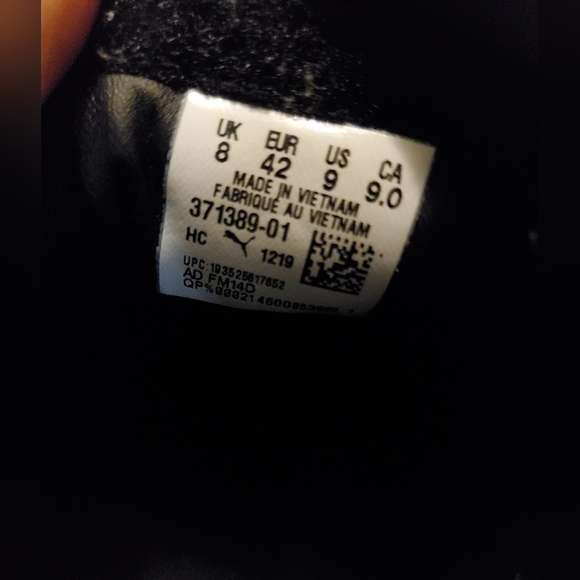 UK EUR US CA
8 42 9 9.0
MADE IN VIETNAM
FABRIQUÉ AU VIETNAM
371389-01
HC 1219
UPC:193525617652
AD FM14D